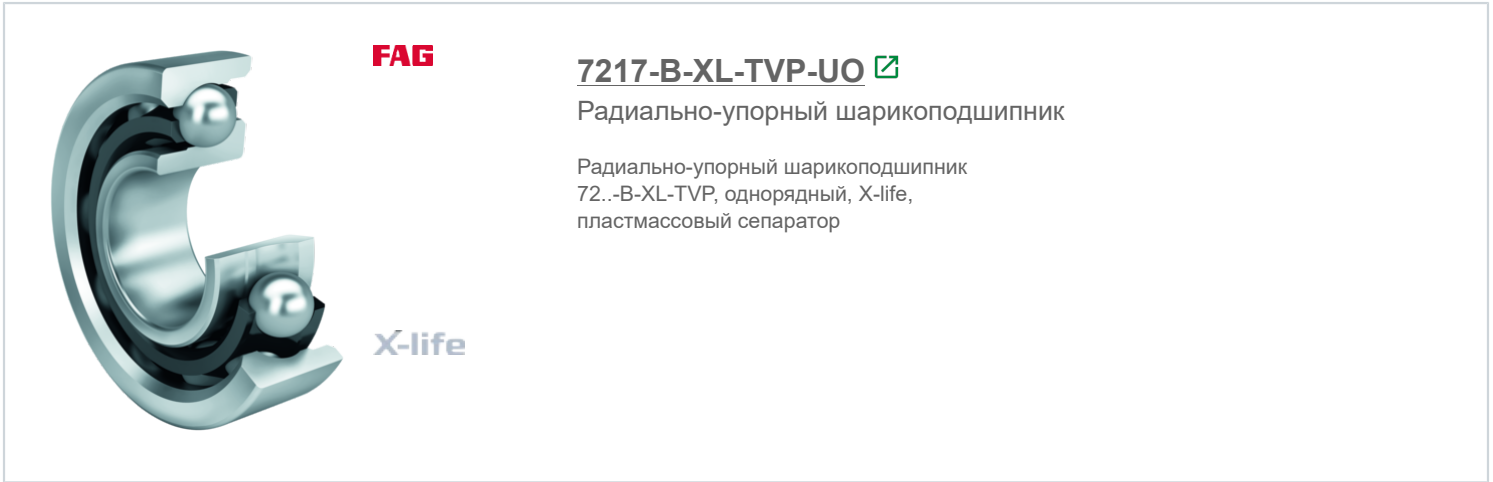 FAG
7217-B-XL-TVP-UO
Радиально-упорный шарикоподшипник
Радиально-упорный шарикоподшипник
72..-B-XL-TVP, однорядный, X-life,
пластмассовый сепаратор
X-life